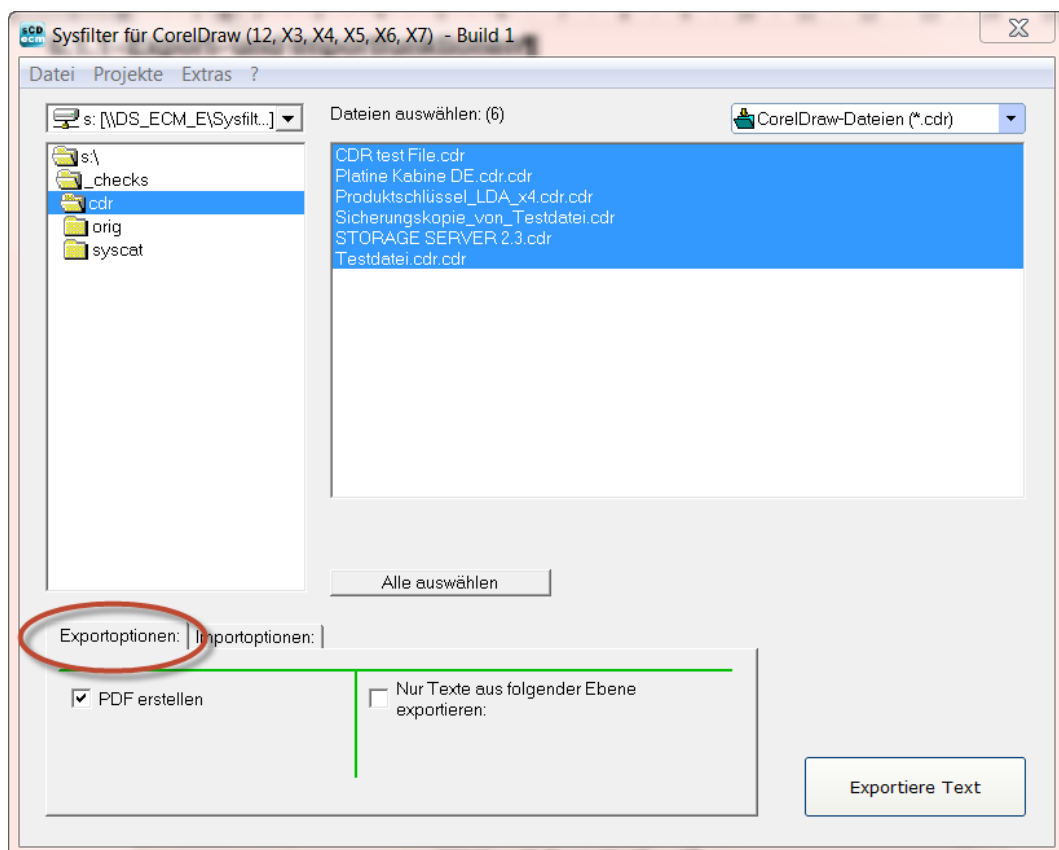 sCD
ecm
Sysfilter für CorelDraw (12, X3, X4, X5, X6, X7) - Build 1
Datei Projekte Extras ?
s: [\\DS_ECM_E\Sysfilt...]
Dateien auswählen: (6)
CorelDraw-Dateien (*.cdr)
s:\
_checks
cdr
orig
syscat
CDR test File.cdr
Platine Kabine DE.cdr.cdr
Produktschlüssel_LDA_x4.cdr.cdr
Sicherungskopie_von_Testdatei.cdr
STORAGE SERVER 2.3.cdr
Testdatei.cdr.cdr
Alle auswählen
Exportoptionen: Importoptionen:
PDF erstellen
Nur Texte aus folgender Ebene
exportieren:
Exportiere Text